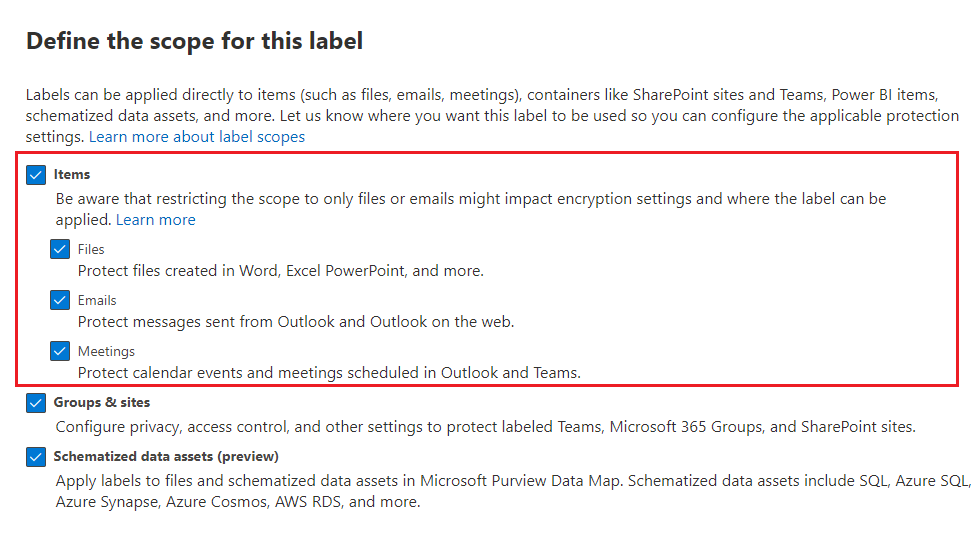 Define the scope for this label
Labels can be applied directly to items (such as files, emails, meetings), containers like SharePoint sites and Teams, Power BI items,
schematized data assets, and more. Let us know where you want this label to be used so you can configure the applicable protection
settings. Learn more about label scopes
Items
Be aware that restricting the scope to only files or emails might impact encryption settings and where the label can be
applied. Learn more
Files
Protect files created in Word, Excel PowerPoint, and more.
Emails
Protect messages sent from Outlook and Outlook on the web.
Meetings
Protect calendar events and meetings scheduled in Outlook and Teams.
Groups & sites
Configure privacy, access control, and other settings to protect labeled Teams, Microsoft 365 Groups, and SharePoint sites.
Schematized data assets (preview)
Apply labels to files and schematized data assets in Microsoft Purview Data Map. Schematized data assets include SQL, Azure SQL,
Azure Synapse, Azure Cosmos, AWS RDS, and more.